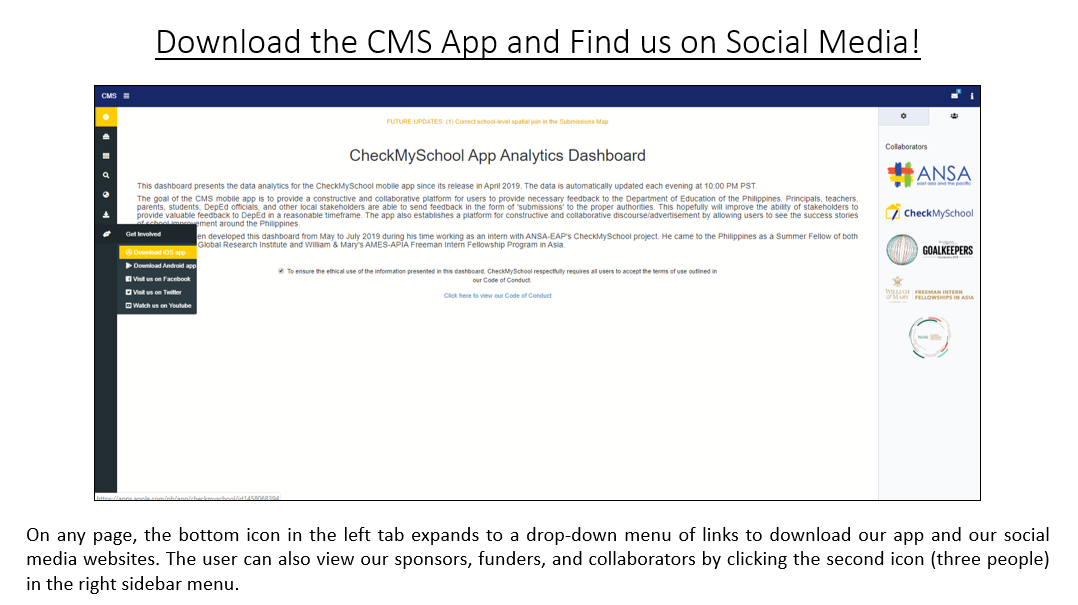 Download the CMS App and Find us on Social Media!
CMS
FUTURE UPDATES: (1) Correct school-level spatial join in the Submissions Map
CheckMySchool App Analytics Dashboard
This dashboard presents the data analytics for the CheckMySchool mobile app since its release in April 2019. The data is automatically updated each evening at 10:00 PM PST.
The goal of the CMS mobile app is to provide a constructive and collaborative platform for users to provide necessary feedback to the Department of Education of the Philippines. Principals, teachers,
parents, students, DepEd officials, and other local stakeholders are able to send feedback in the form of 'submissions' to the proper authorities. This hopefully will improve the ability of stakeholders to
provide valuable feedback to DepEd in a reasonable timeframe. The app also establishes a platform for constructive and collaborative discourse/advertisement by allowing users to see the success stories
of school improvement around the Philippines.
en developed this dashboard from May to July 2019 during his time working as an intern with ANSA-EAP's CheckMySchool project. He came to the Philippines as a Summer Fellow of both
Global Research Institute and William & Mary's AMES-APIA Freeman Intern Fellowship Program in Asia.
To ensure the ethical use of the information presented in this dashboard, CheckMySchool respectfully requires all users to accept the terms of use outlined in
our Code of Conduct.
Click here to view our Code of Conduct
Get Involved
Download IOS app
Download Android app
Visit us on Facebook
Visit us on Twitter
Watch us on Youtube
Collaborators
ANSA
east asia and the pacific
CheckMySchool
GOALKEEPERS
WILLIAM & MARY
FREEMAN INTERN
FELLOWSHIPS IN ASIA
https://apps.apple.com/ph/app/checkmyschool/id1458068394
On any page, the bottom icon in the left tab expands to a drop-down menu of links to download our app and our social
media websites. The user can also view our sponsors, funders, and collaborators by clicking the second icon (three people)
in the right sidebar menu.